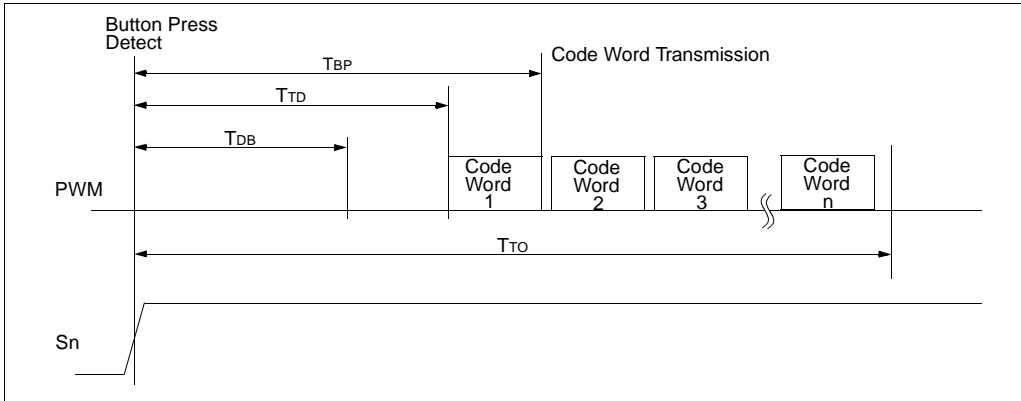 Button Press
Detect
TBP
Code Word Transmission
TTD
TDB
PWM
Code
Word
1
Code
Word
2
Code
Word
3
Code
Word
n
TTO
Sn